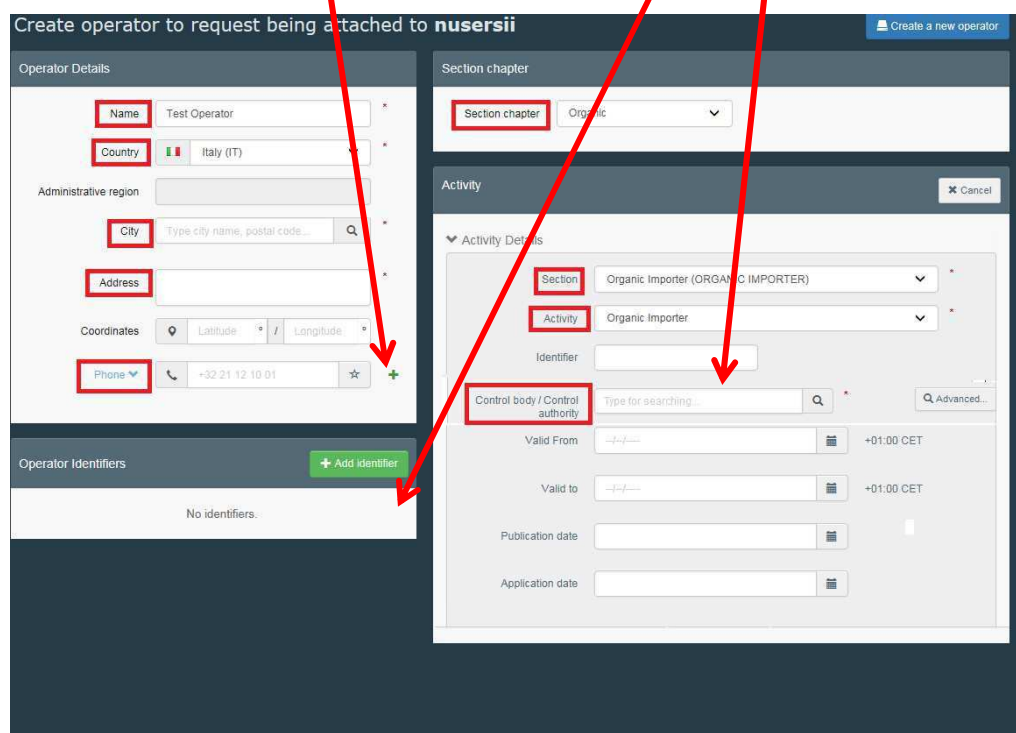 Create operator to request being attached to nusersii
Create a new operator
Operator Details
Name
Test Operator
*
Country
Italy (IT)
*
Administrative region
City
Type city name, postal code...
*
Address
*
Coordinates
Latitude ° / Longitude °
Phone
+32 21 12 10 01
Operator Identifiers
+ Add identifier
No identifiers.
Section chapter
Section chapter
Organic
Activity
Cancel
Activity Details
Section
Organic Importer (ORGANIC IMPORTER)
*
Activity
Organic Importer
*
Identifier
Control body / Control
authority
Type for searching...
*
Advanced...
Valid From
--/--/----
+01:00 CET
Valid to
--/--/----
+01:00 CET
Publication date
Application date